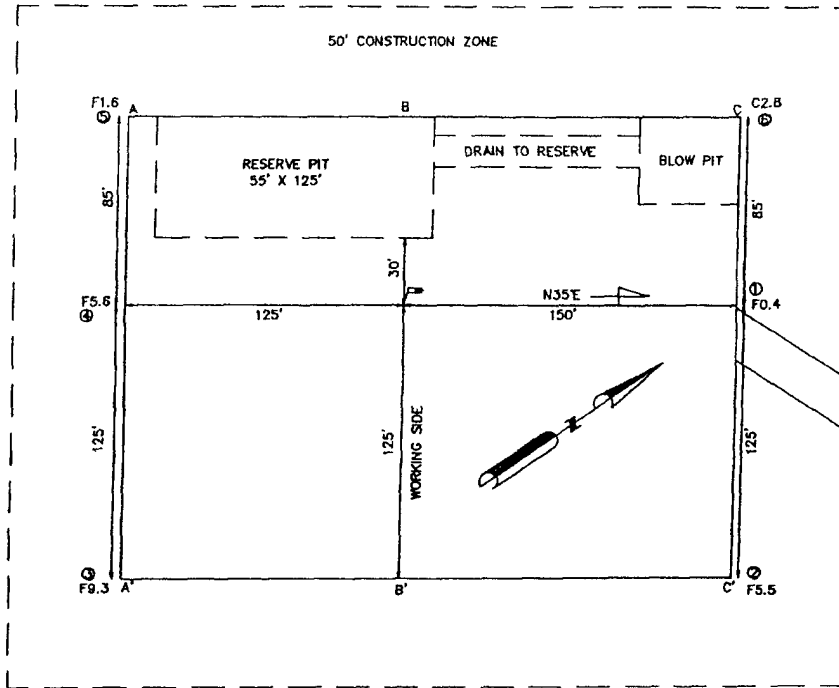 50' CONSTRUCTION ZONE
F1.6
A
B
C
C2.8
5
6
RESERVE PIT
55' X 125'
DRAIN TO RESERVE
BLOW PIT
85'
85'
30'
1
F5.6
N35°E
F0.4
4
125'
150'
N
125'
125'
WORKING SIDE
125'
3
2
F9.3
A'
B'
C'
F5.5